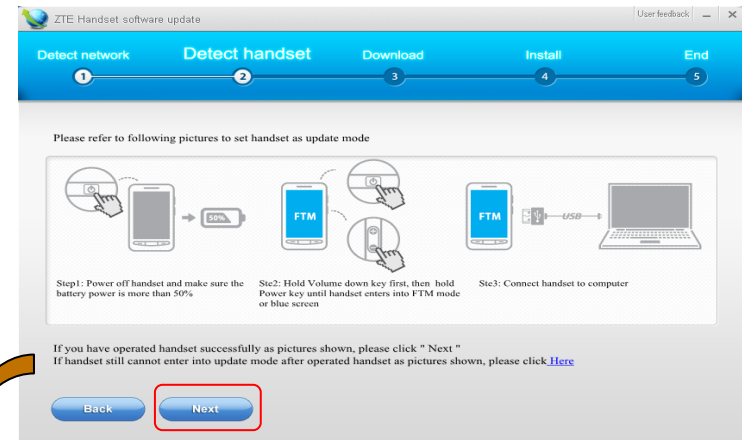 ZTE Handset software update
User feedback
Detect network
Detect handset
Download
Install
End
1
2
3
4
5
Please refer to following pictures to set handset as update mode
50%
FTM
FTM
USB
Step1: Power off handset and make sure the
battery power is more than 50%
Ste2: Hold Volume down key first, then hold
Power key until handset enters into FTM mode
or blue screen
Ste3: Connect handset to computer
If you have operated handset successfully as pictures shown, please click " Next "
If handset still cannot enter into update mode after operated handset as pictures shown, please click Here
Back
Next